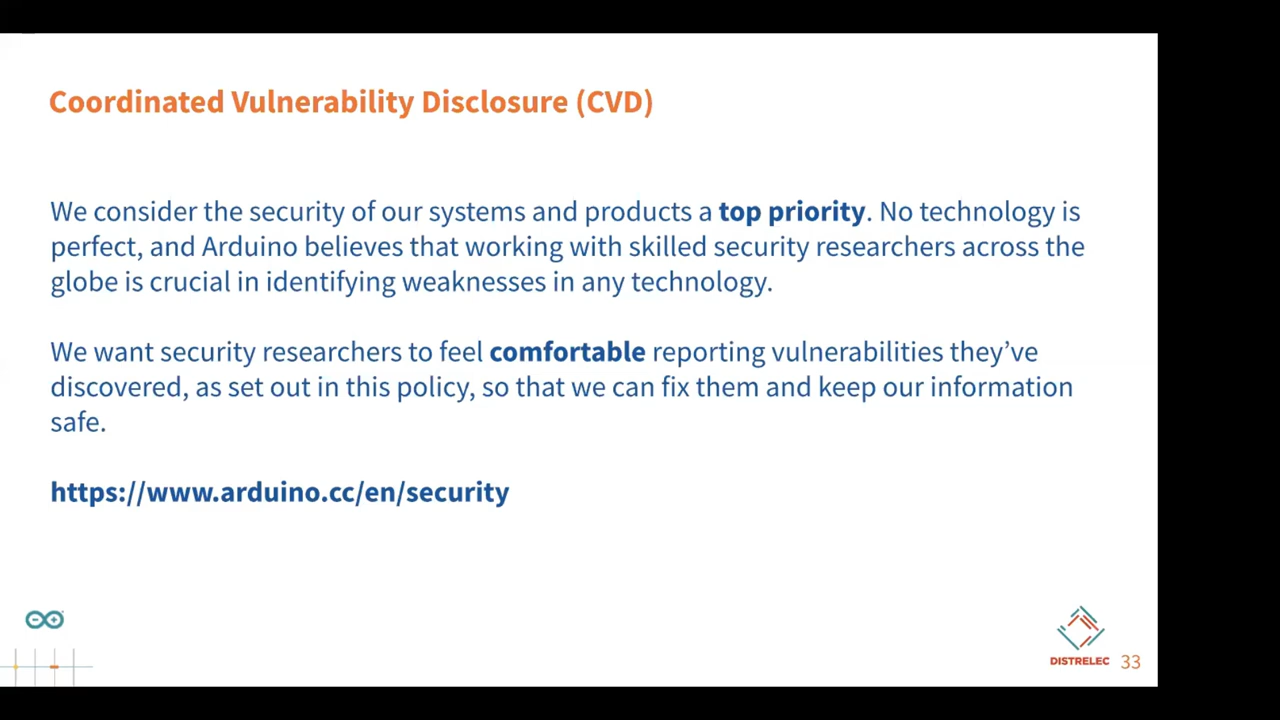 Coordinated Vulnerability Disclosure (CVD)
We consider the security of our systems and products a top priority. No technology is
perfect, and Arduino believes that working with skilled security researchers across the
globe is crucial in identifying weaknesses in any technology.
We want security researchers to feel comfortable reporting vulnerabilities they’ve
discovered, as set out in this policy, so that we can fix them and keep our information
safe.
https://www.arduino.cc/en/security
DISTRELEC
33